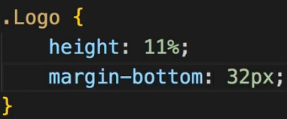 .Logo {
    height: 11%;
    margin-bottom: 32px;
}